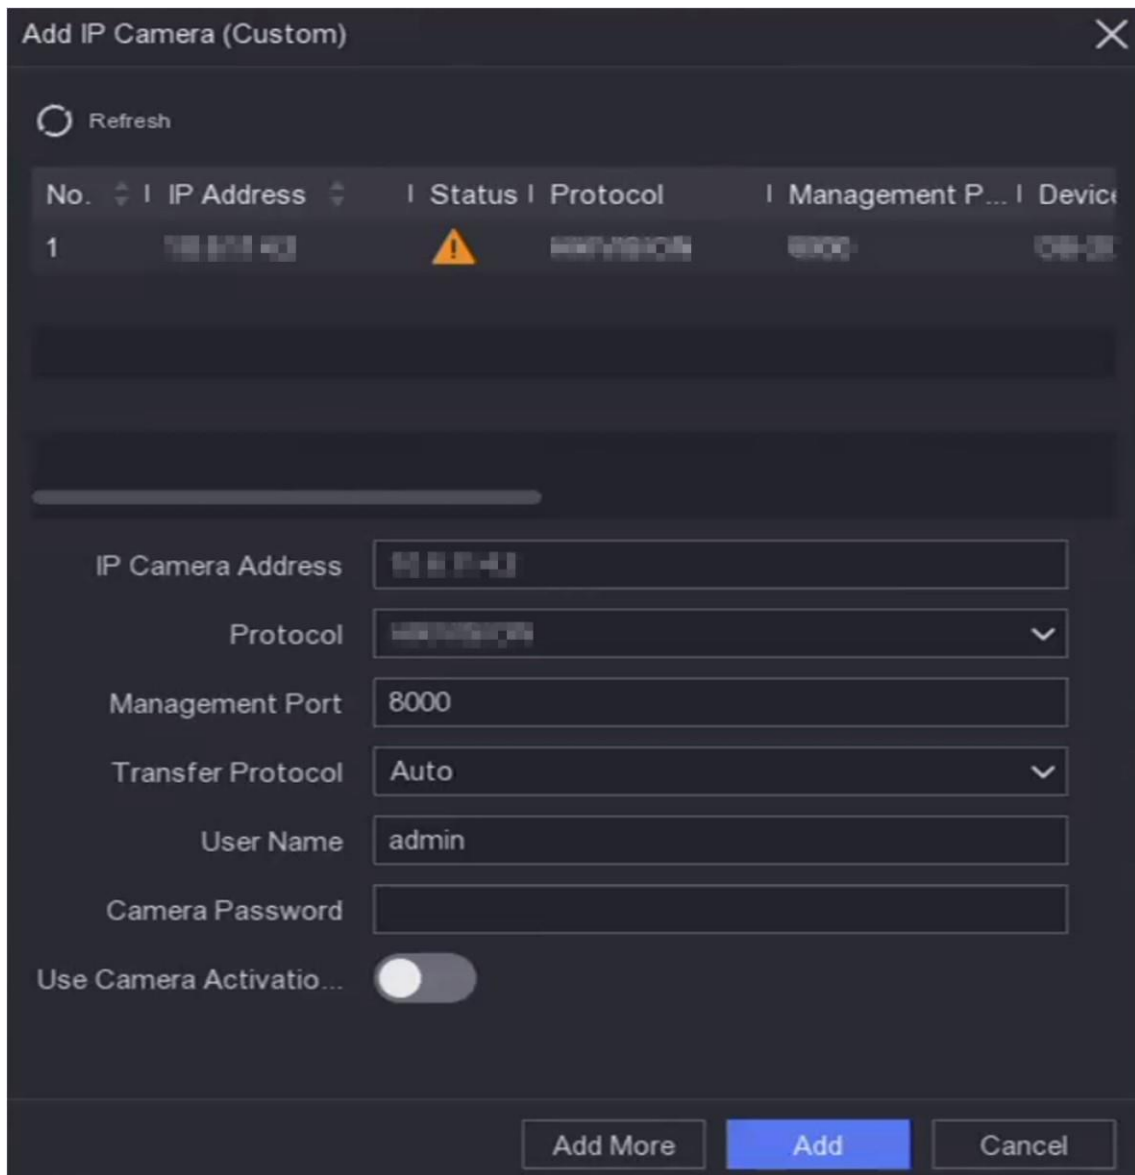 Add IP Camera (Custom)
Refresh
No. IP Address Status Protocol Management P... Device
1
IP Camera Address
Protocol
Management Port 8000
Transfer Protocol Auto
User Name admin
Camera Password
Use Camera Activatio...
Add More Add Cancel